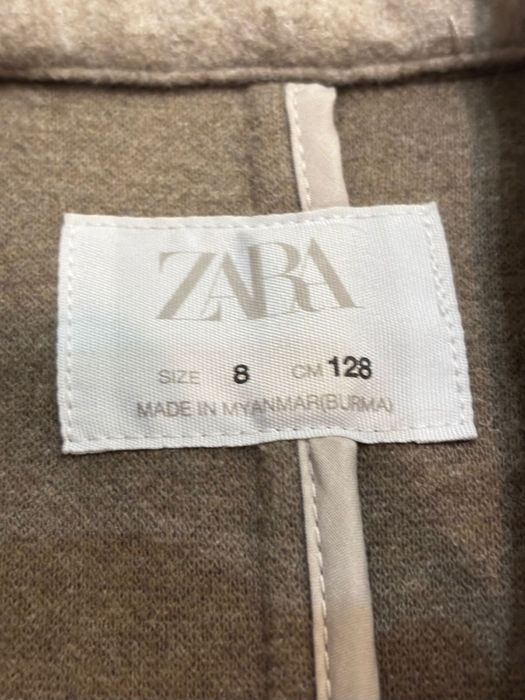 ZARA
SIZE 8 CM 128
MADE IN MYANMAR(BURMA)